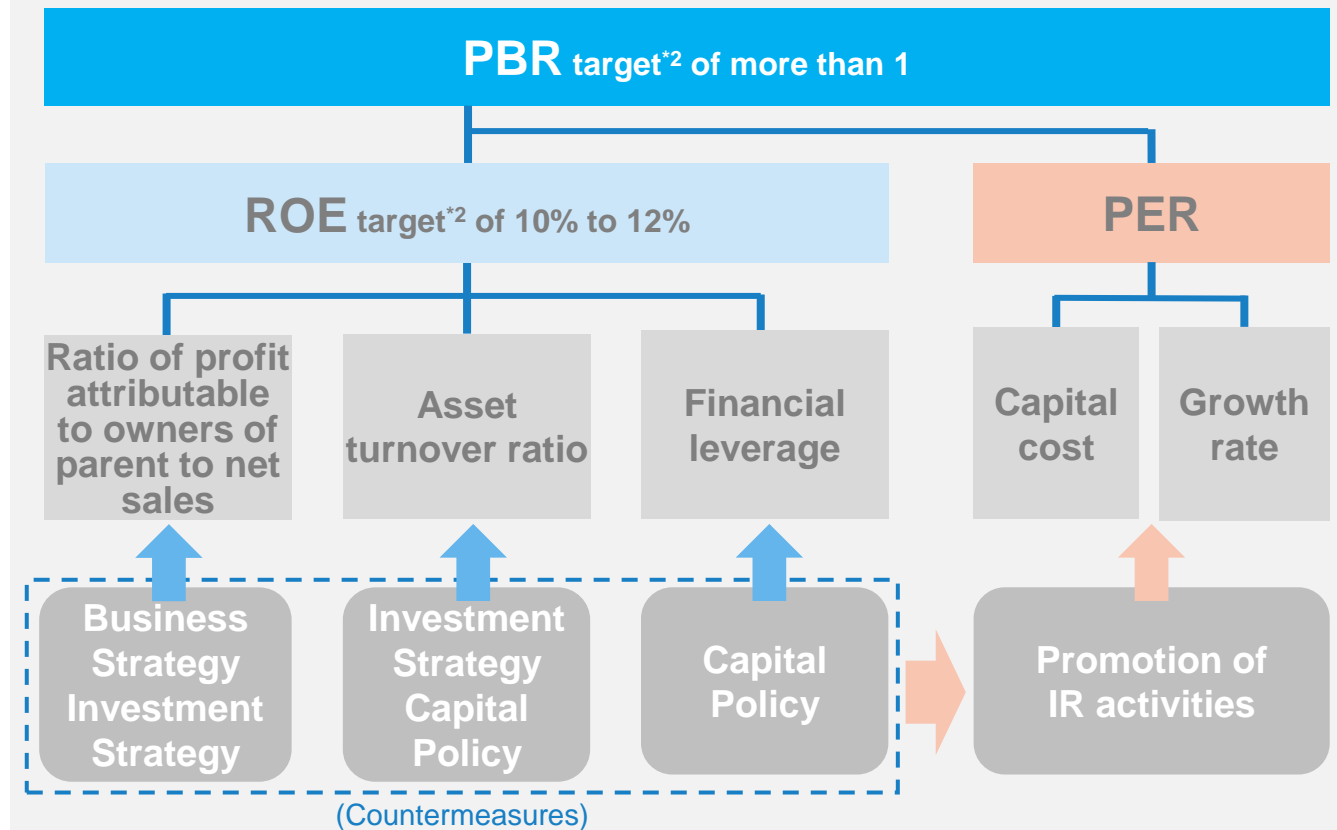 PBR target*2 of more than 1
ROE target*2 of 10% to 12%
PER
Ratio of profit
attributable
to owners of
parent to net
sales
Asset
turnover ratio
Financial
leverage
Capital
cost
Growth
rate
Business
Strategy
Investment
Strategy
Investment
Strategy
Capital
Policy
Capital
Policy
Promotion of
IR activities
(Countermeasures)